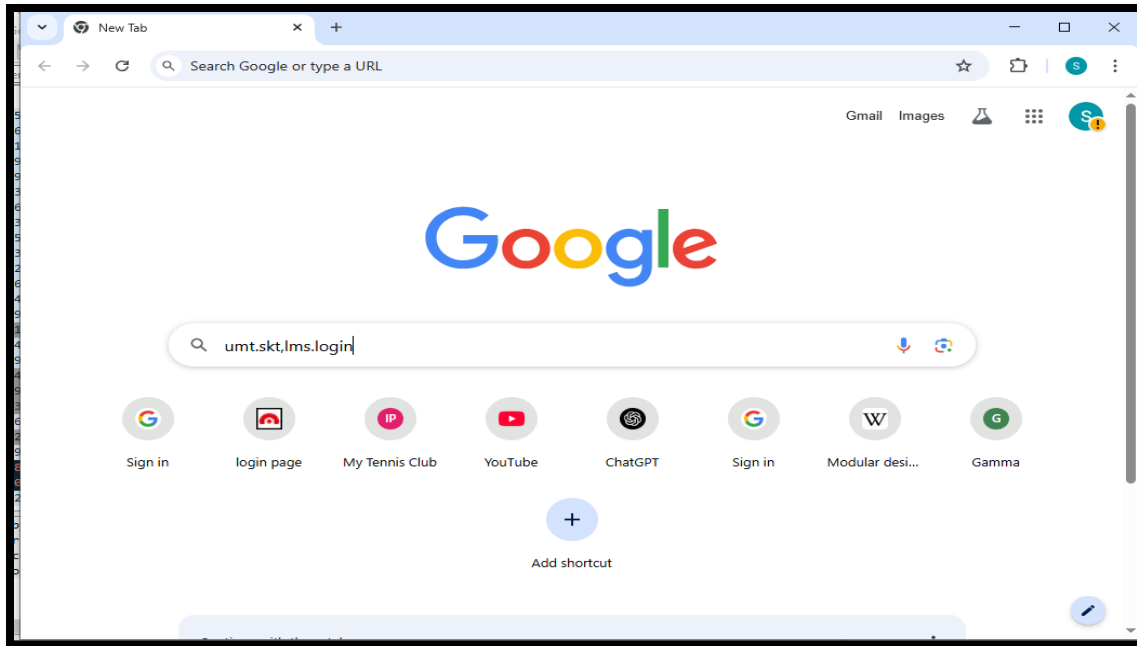 New Tab
Search Google or type a URL
S
Gmail Images
S
Google
umt.skt,lms.login
G IP W G
Sign in login page My Tennis Club YouTube ChatGPT Sign in Modular desi... Gamma
Add shortcut